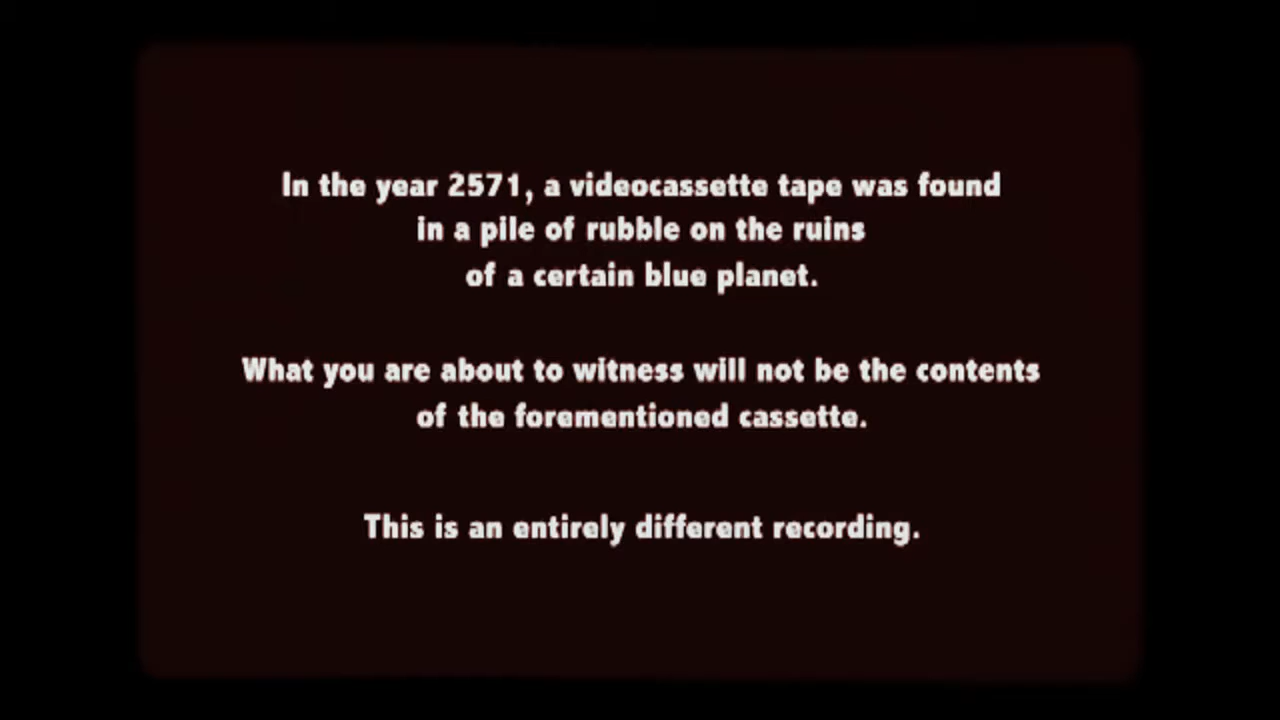 In the year 2571, a videocassette tape was found
in a pile of rubble on the ruins
of a certain blue planet.
What you are about to witness will not be the contents
of the forementioned cassette.
This is an entirely different recording.